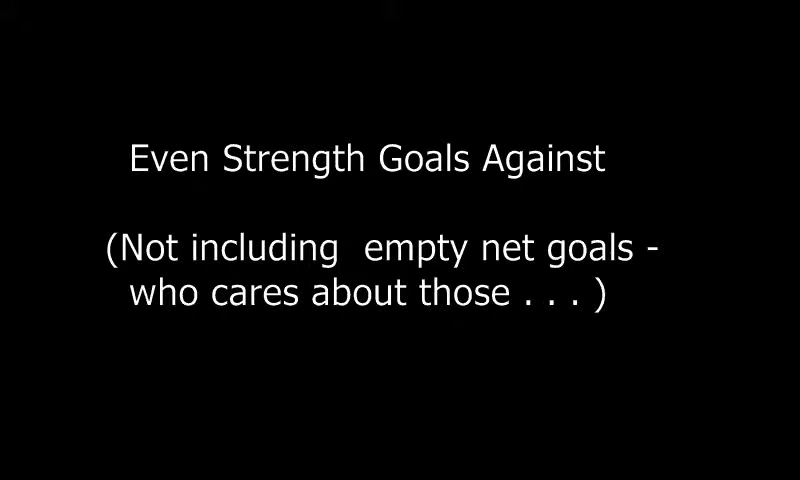 Even Strength Goals Against
(Not including  empty net goals -
who cares about those . . . )